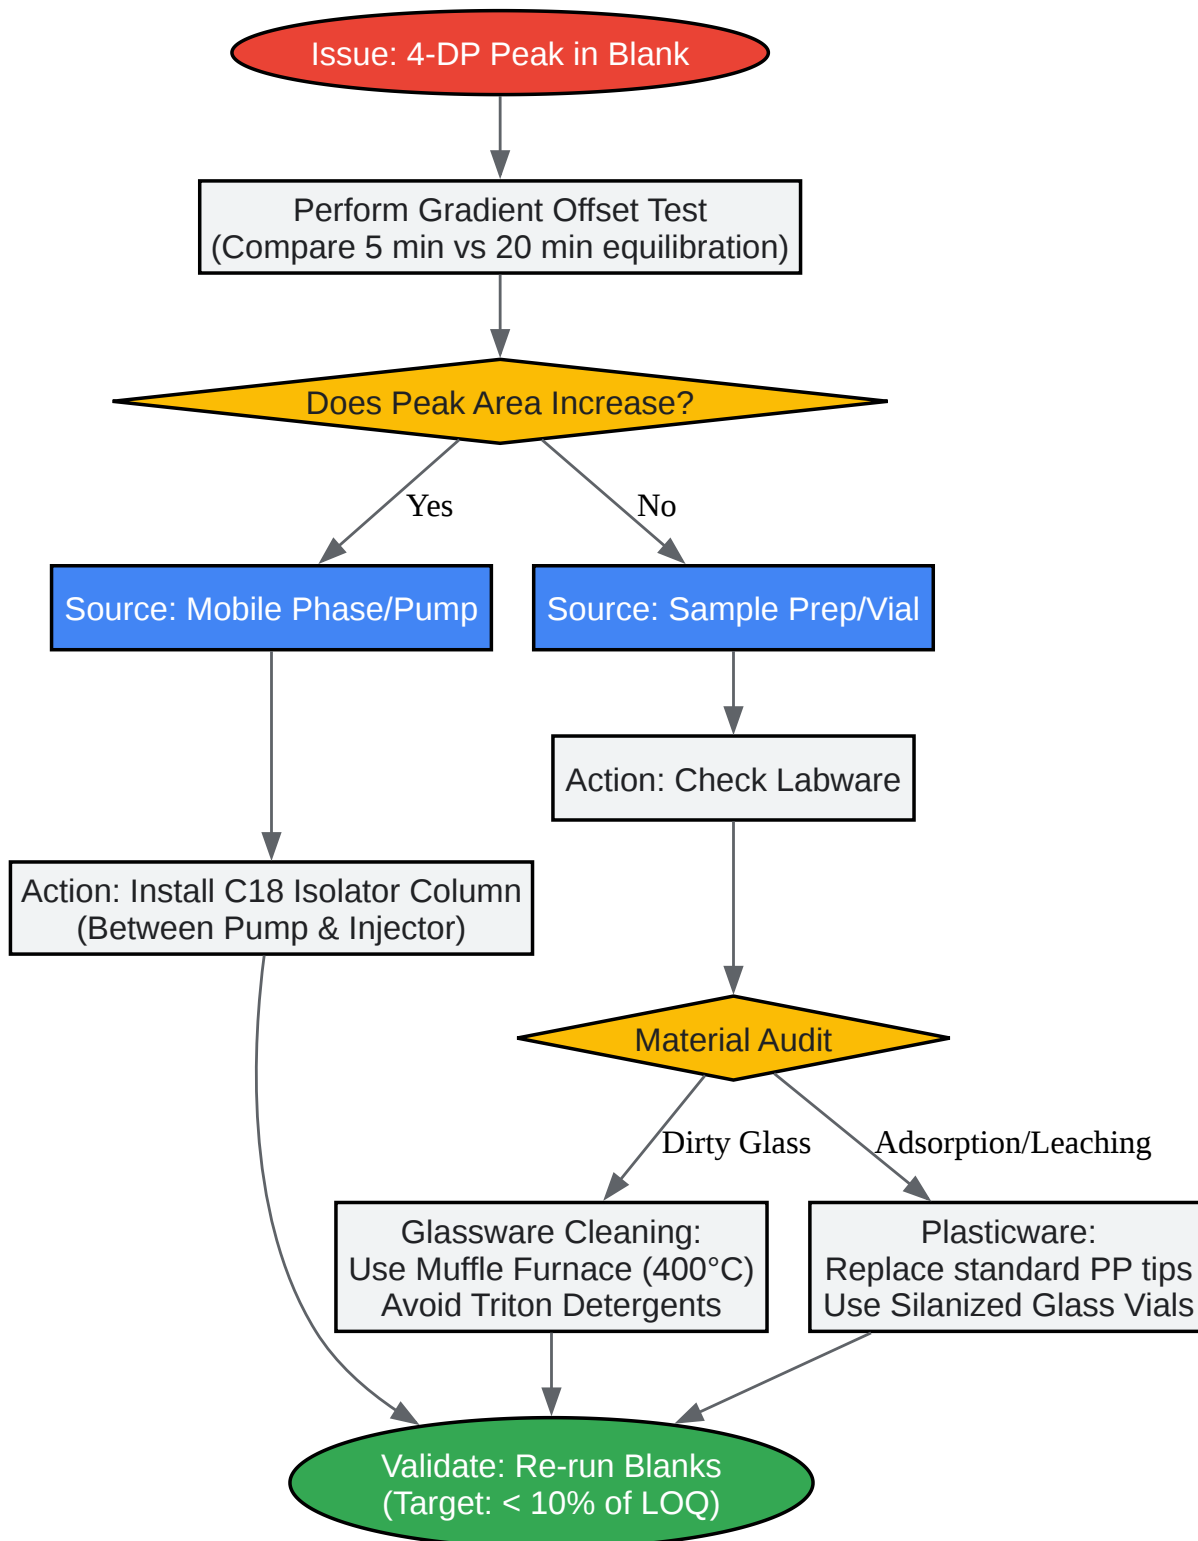 Issue: 4-DP Peak in Blank
Perform Gradient Offset Test
(Compare 5 min vs 20 min equilibration)
Does Peak Area Increase?
Yes
No
Source: Mobile Phase/Pump
Source: Sample Prep/Vial
Action: Check Labware
Action: Install C18 Isolator Column
(Between Pump & Injector)
Material Audit
Dirty Glass
Adsorption/Leaching
Glassware Cleaning:
Use Muffle Furnace (400°C)
Avoid Triton Detergents
Plasticware:
Replace standard PP tips
Use Silanized Glass Vials
Validate: Re-run Blanks
(Target: < 10% of LOQ)